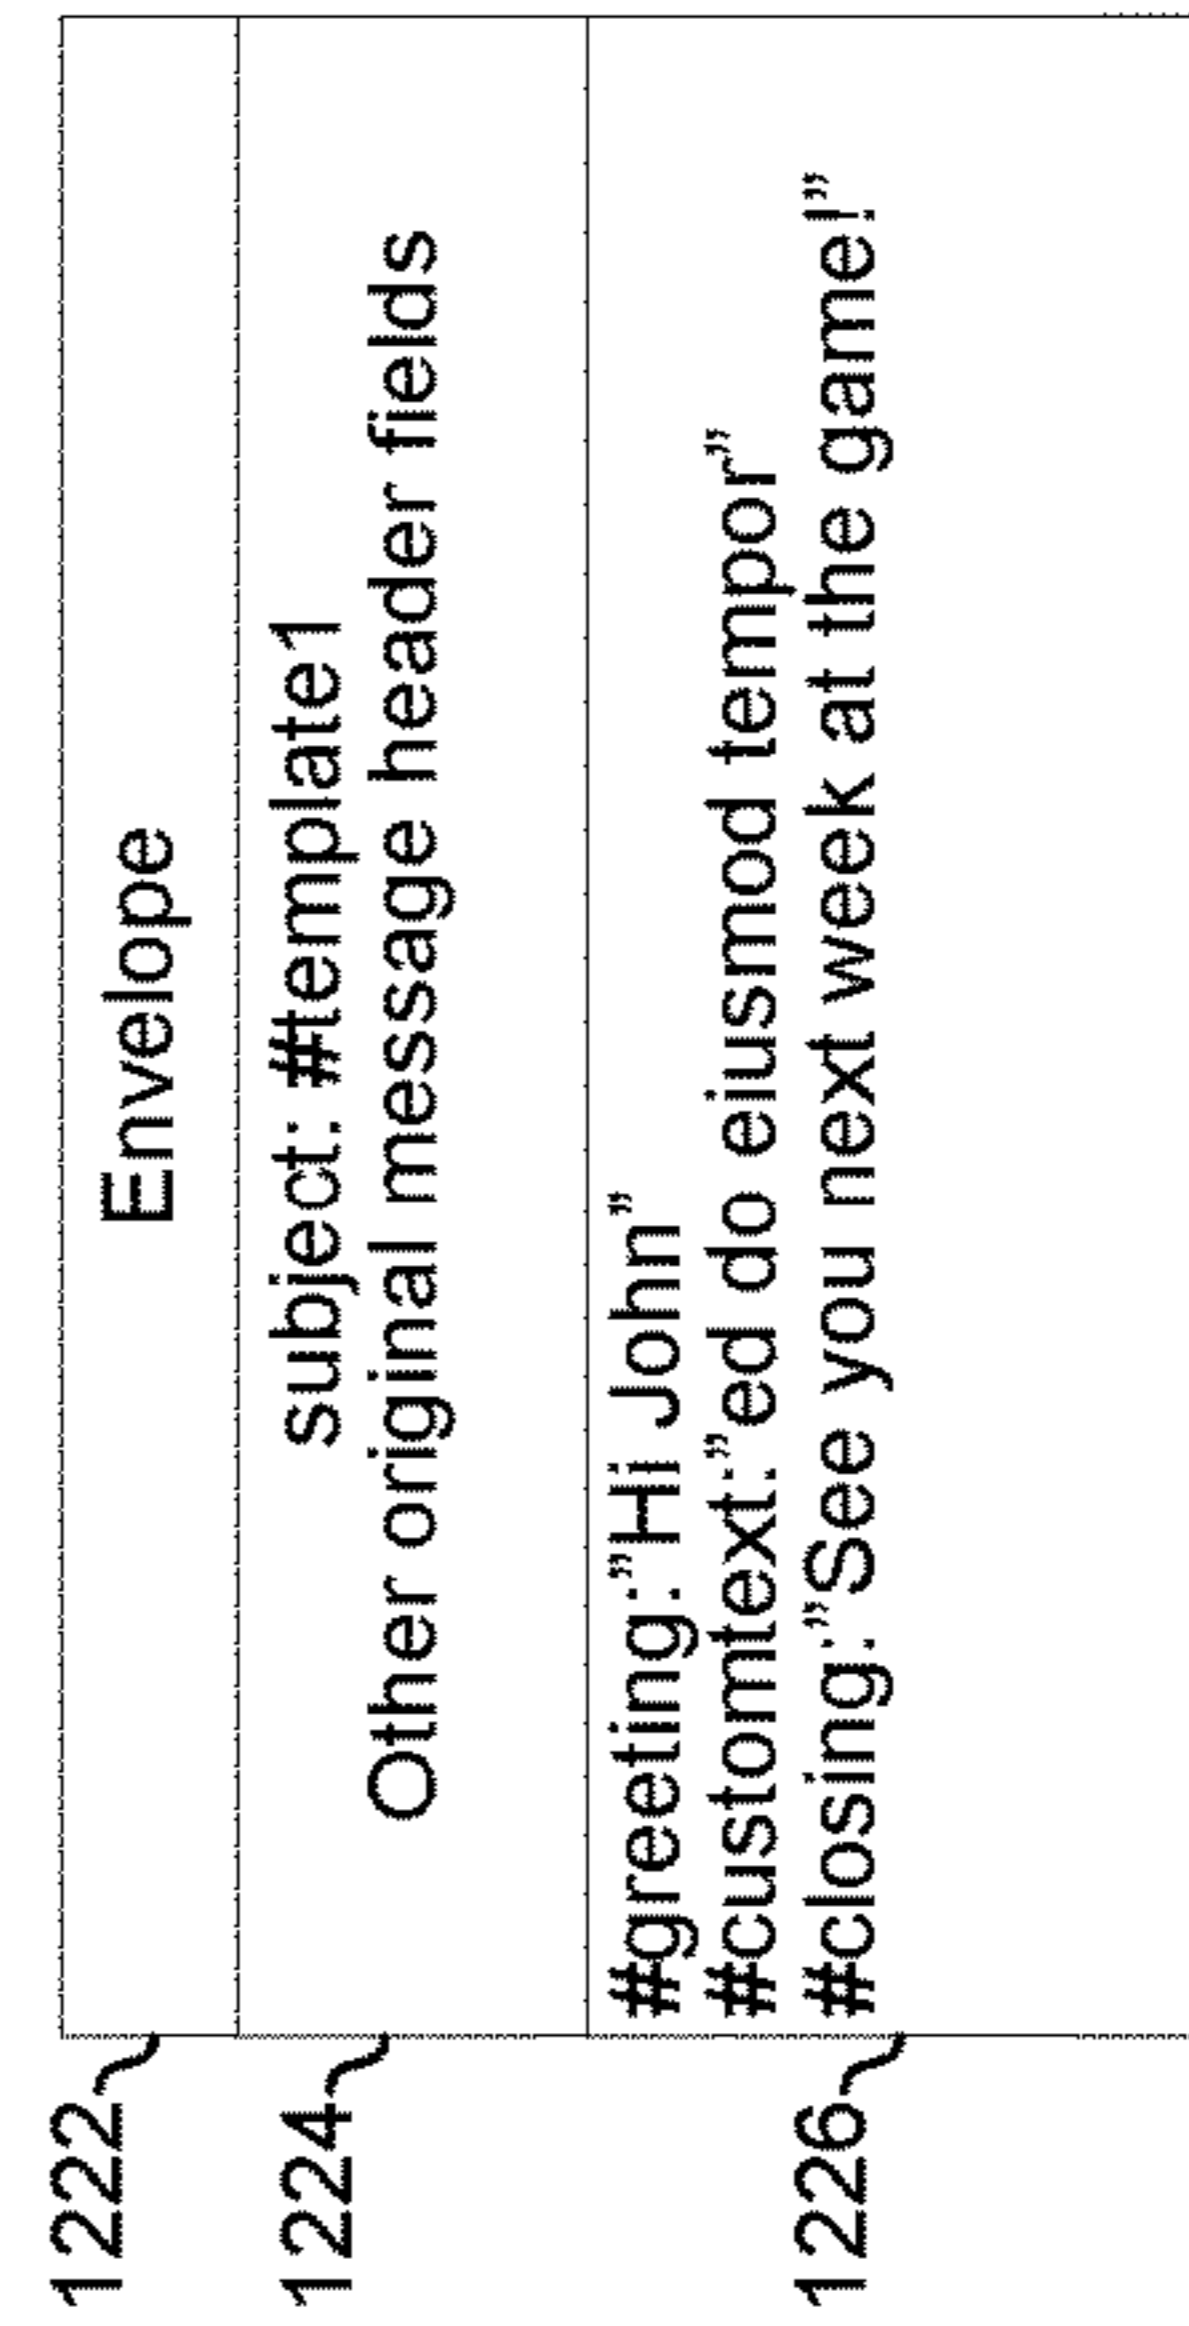 1222
Envelope
1224
subject: #template1
Other original message header fields
#greeting:”Hi John”
#customtext:”ed do eiusmod tempor”
1226
#closing:”See you next week at the game!”